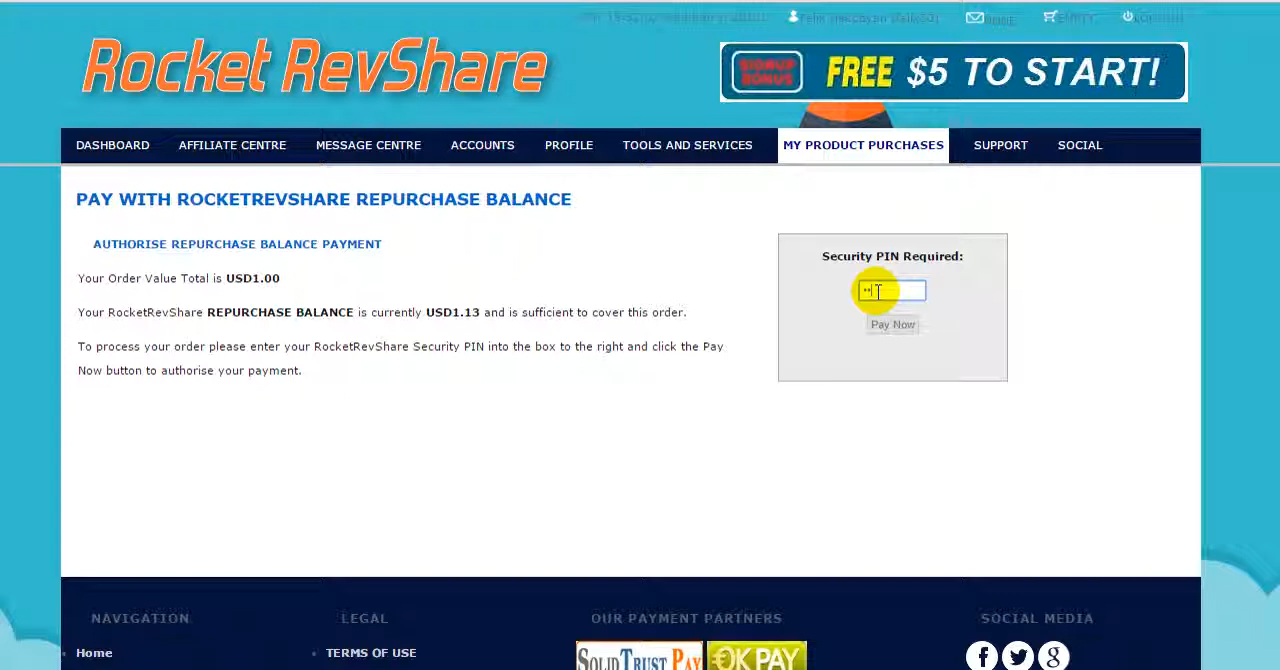 Rocket RevShare
SIGNUP BONUS
FREE $5 TO START!
DASHBOARD AFFILIATE CENTRE MESSAGE CENTRE ACCOUNTS PROFILE TOOLS AND SERVICES MY PRODUCT PURCHASES SUPPORT SOCIAL
PAY WITH ROCKETREVSHARE REPURCHASE BALANCE
AUTHORISE REPURCHASE BALANCE PAYMENT
Your Order Value Total is USD1.00
Your RocketRevShare REPURCHASE BALANCE is currently USD1.13 and is sufficient to cover this order.
To process your order please enter your RocketRevShare Security PIN into the box to the right and click the Pay
Now button to authorise your payment.
Security PIN Required:
**
Pay Now
NAVIGATION LEGAL OUR PAYMENT PARTNERS SOCIAL MEDIA
Home TERMS OF USE SOLIDTRUST PAY OKPAY